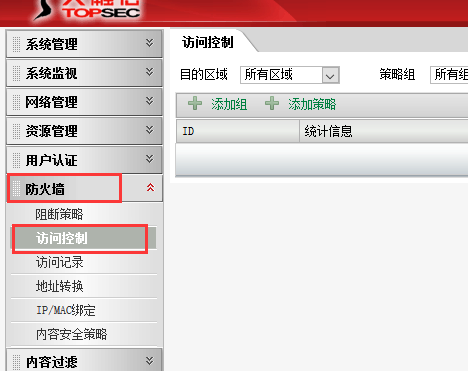 TOPSEC
系统管理
系统监视
网络管理
资源管理
用户认证
防火墙
阻断策略
访问控制
访问记录
地址转换
IP/MAC绑定
内容安全策略
内容过滤
访问控制
目的区域 所有区域 策略组 所有组
添加组 添加策略
ID 统计信息